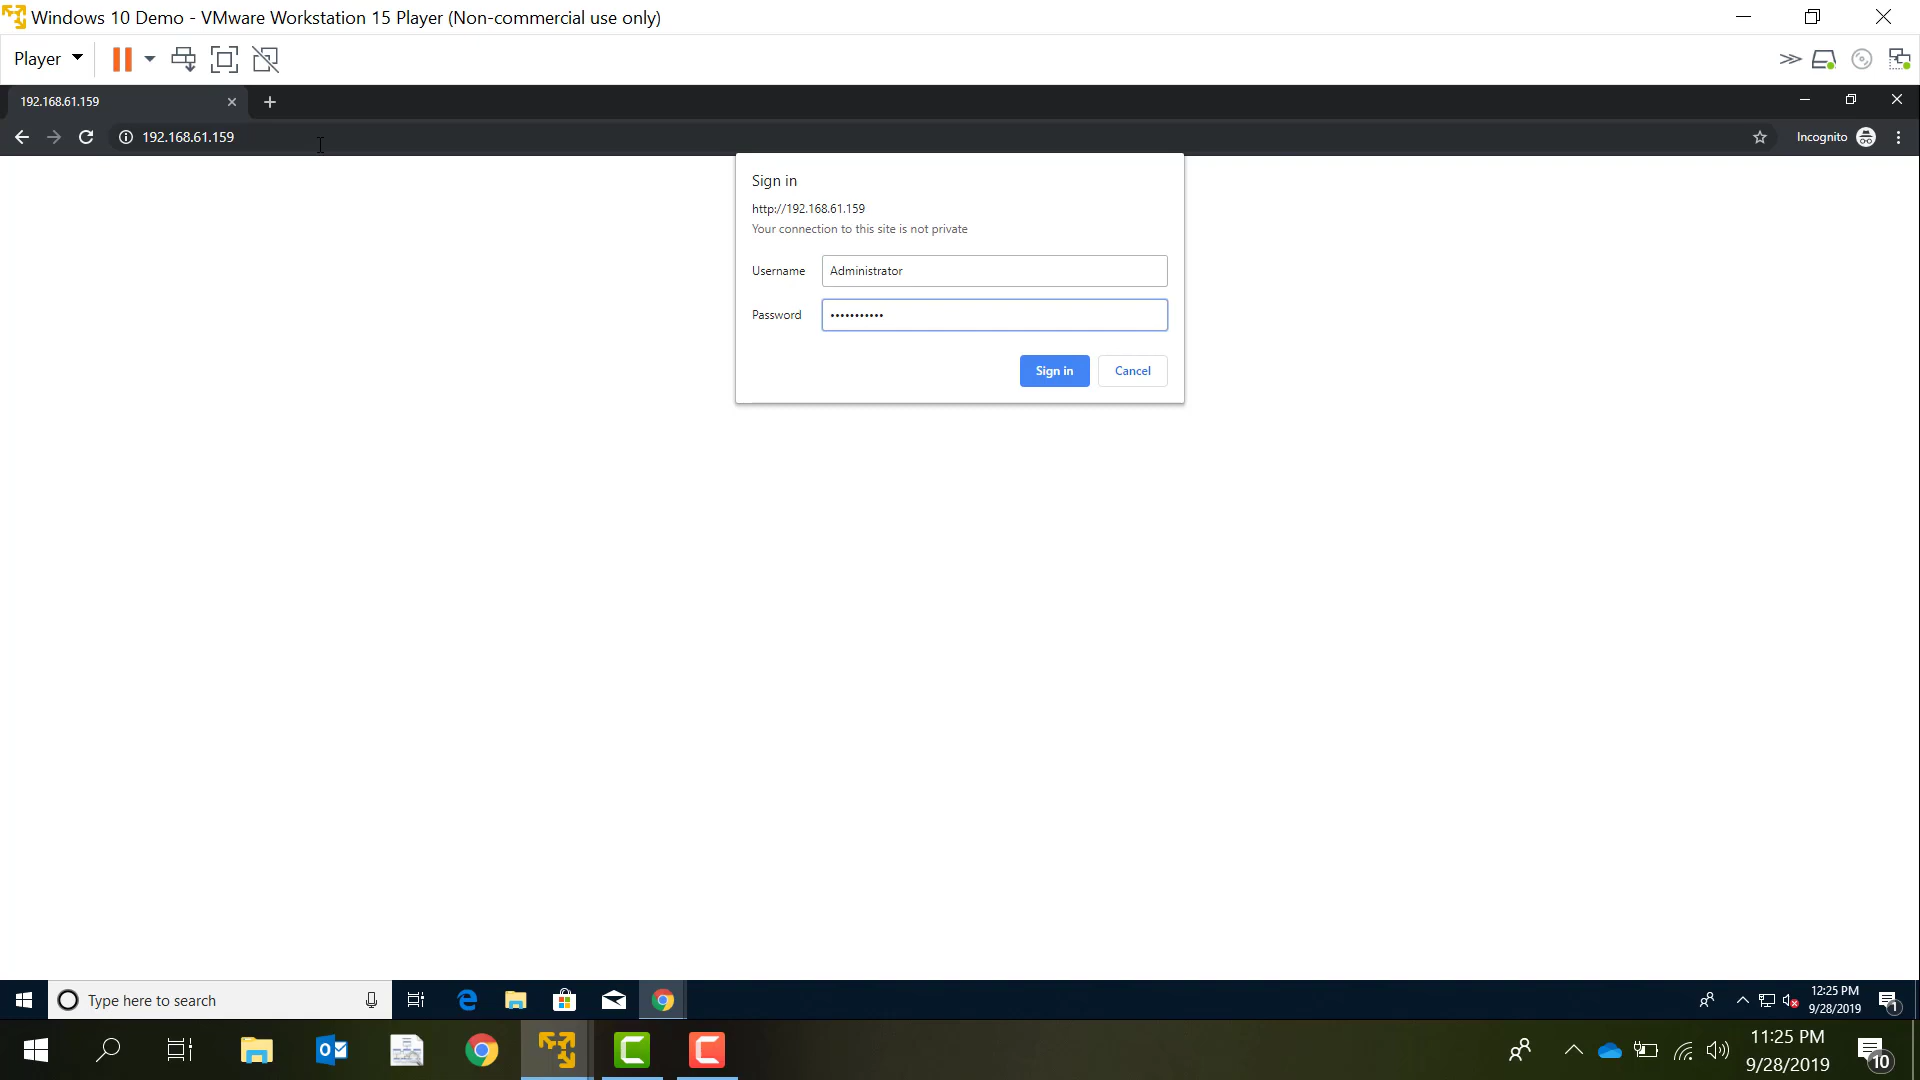 Windows 10 Demo - VMware Workstation 15 Player (Non-commercial use only)
Player
192.168.61.159
192.168.61.159
Incognito
Sign in
http://192.168.61.159
Your connection to this site is not private
Username Administrator
Password •••••••••••
Sign in Cancel
Type here to search
12:25 PM
9/28/2019
1
11:25 PM
9/28/2019
10